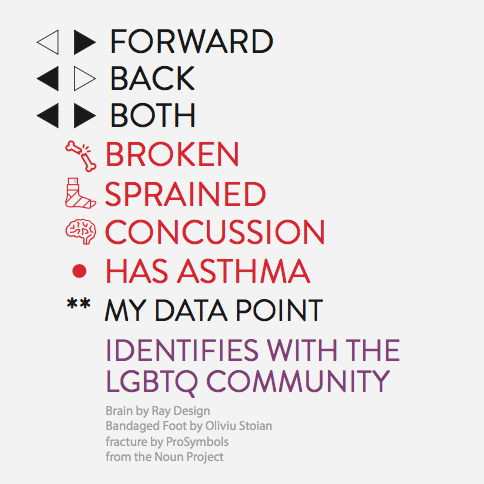 FORWARD
BACK
BOTH
BROKEN
SPRAINED
CONCUSSION
HAS ASTHMA
** MY DATA POINT
IDENTIFIES WITH THE
LGBTQ COMMUNITY
Brain by Ray Design
Bandaged Foot by Oliviu Stoian
fracture by ProSymbols
from the Noun Project